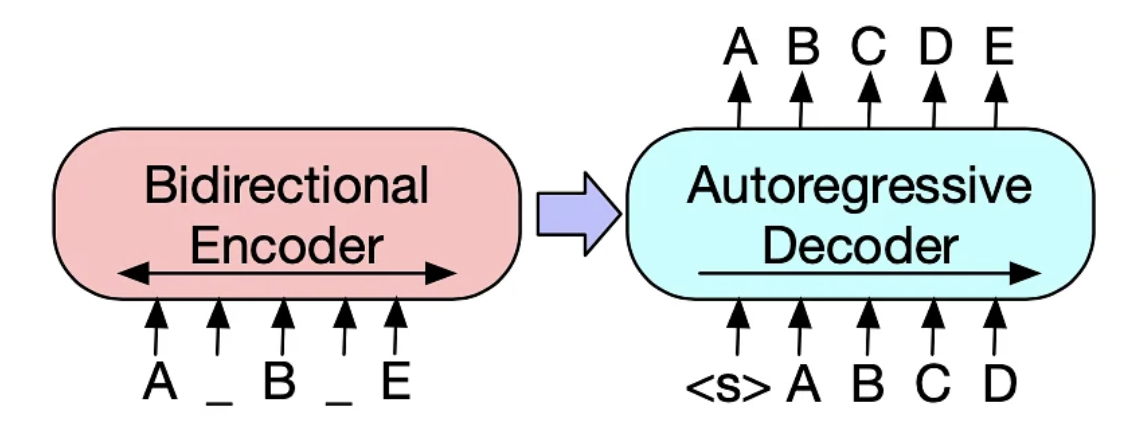 A B C D E
Bidirectional
Encoder
Autoregressive
Decoder
A _ B _ E
<s> A B C D